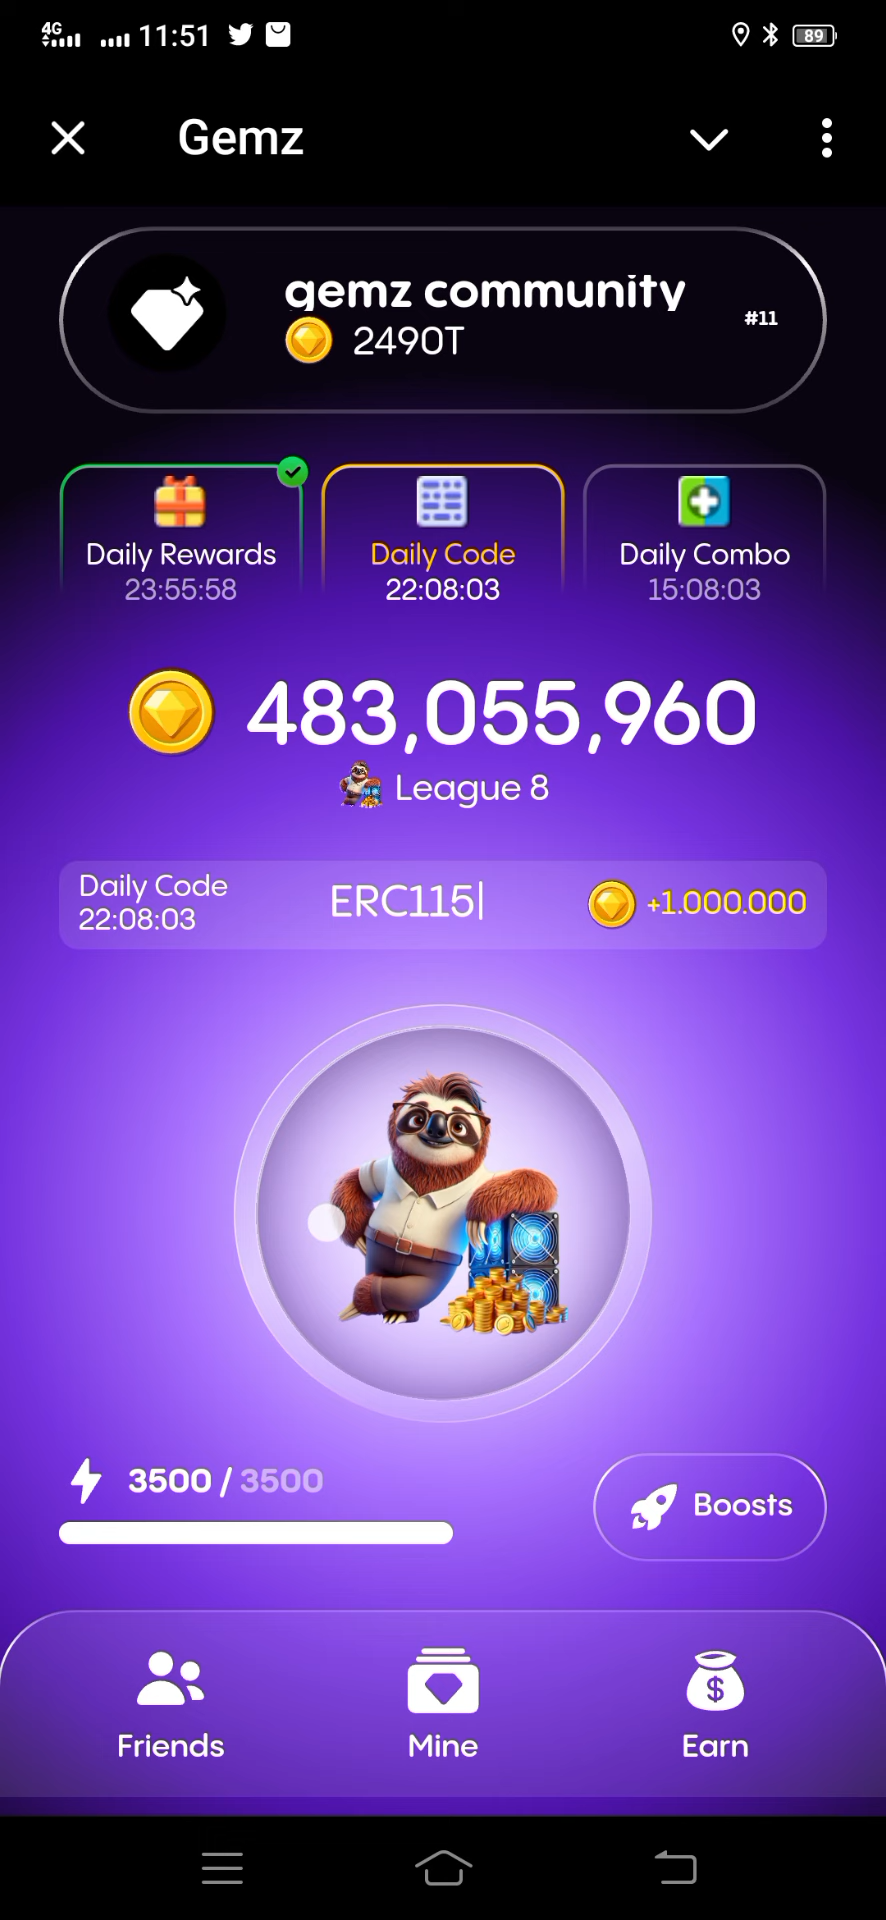 4G 11:51 89
Gemz
gemz community
2490T
#11
Daily Rewards
23:55:58
Daily Code
22:08:03
Daily Combo
15:08:03
483,055,960
League 8
Daily Code
22:08:03
ERC115
+1.000.000
3500 / 3500
Boosts
Friends
Mine
Earn